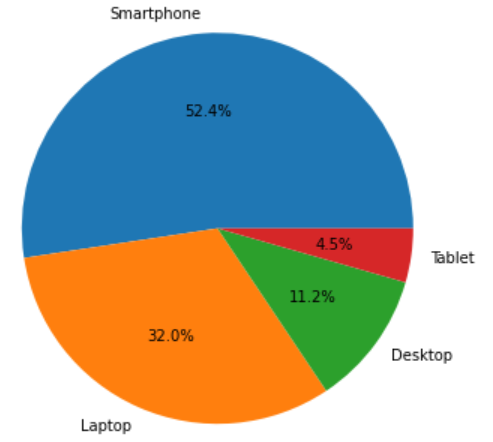 Smartphone
52.4%
4.5%
Tablet
11.2%
32.0%
Desktop
Laptop